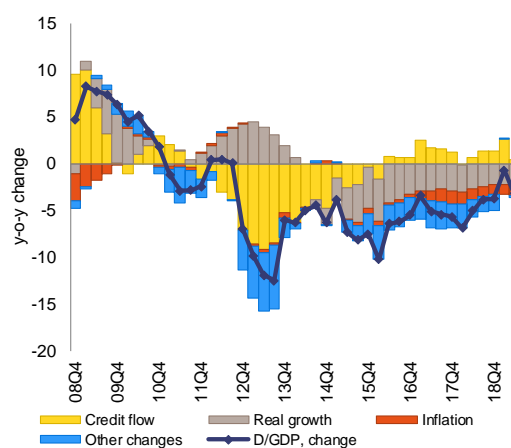 15
10
5
0
-5
-10
-15
-20
y-o-y change
08Q4
09Q4
10Q4
11Q4
12Q4
13Q4
14Q4
15Q4
16Q4
17Q4
18Q4
Credit flow
Real growth
Inflation
Other changes
D/GDP, change